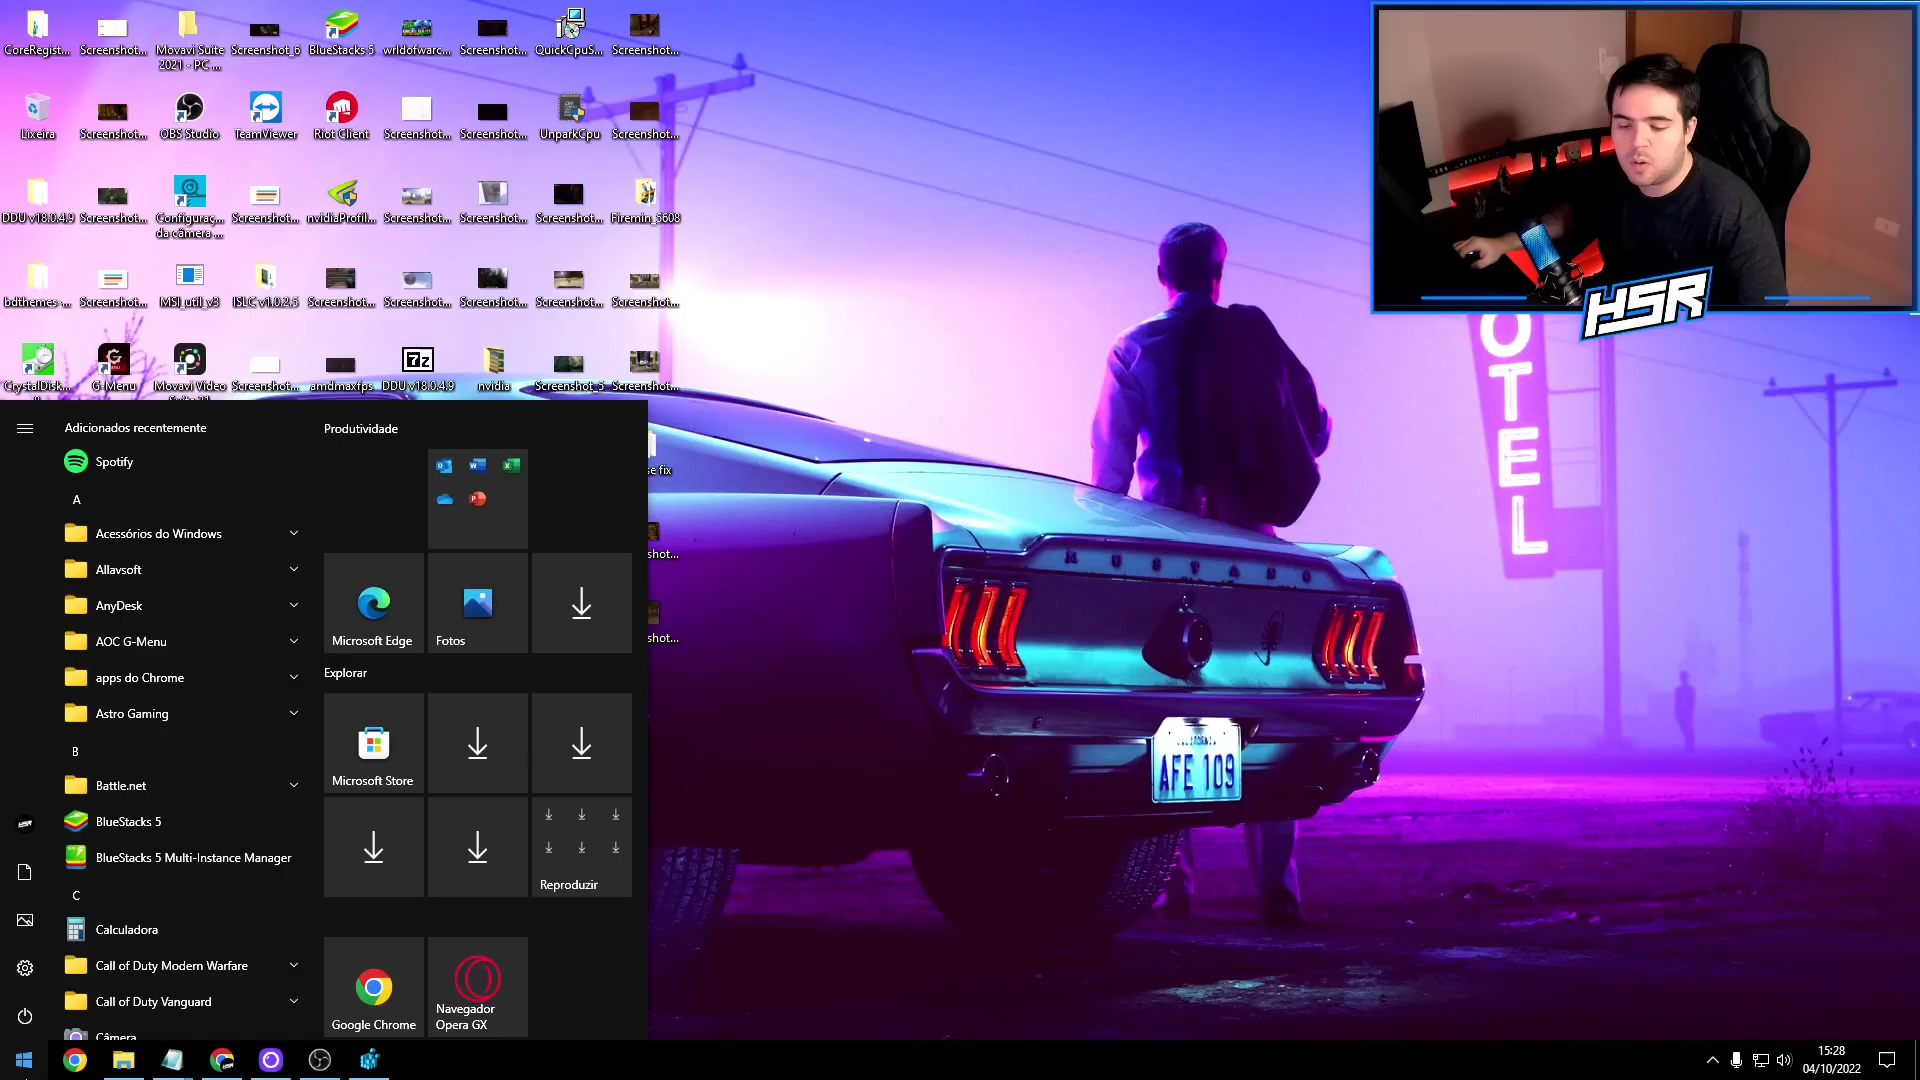 CoreRegist...
Screenshot...
Movavi Suite
2021 - PC ...
Screenshot_6
BlueStacks 5
wrldofwarc...
Screenshot...
QuickCpuS...
Screenshot...
Lixeira
Screenshot...
OBS Studio
TeamViewer
Riot Client
Screenshot...
Screenshot...
UnparkCpu
Screenshot...
DDU v18.0.4.9
Screenshot...
Configuraç...
da câmera ...
Screenshot...
nvidiaProfil...
Screenshot...
Screenshot...
Screenshot...
Firemin_6608
bdthemes-...
Screenshot...
MSI_util_v3
ISLC v1.0.2.5
Screenshot...
Screenshot...
Screenshot...
Screenshot...
Screenshot...
CrystalDisk...
G-Menu
Movavi Video
Screenshot...
amdmaxfps
DDU v18.0.4.9
nvidia
Screenshot_5
Screenshot...
se fix
shot...
shot...
HSR
OTEL
MUSTANG
AFE 109
Adicionados recentemente
Spotify
A
Acessórios do Windows
Allavsoft
AnyDesk
AOC G-Menu
apps do Chrome
Astro Gaming
B
Battle.net
BlueStacks 5
BlueStacks 5 Multi-Instance Manager
C
Calculadora
Call of Duty Modern Warfare
Call of Duty Vanguard
Câmera
Produtividade
Microsoft Edge
Fotos
Explorar
Microsoft Store
Reproduzir
Google Chrome
Navegador
Opera GX
15:28
04/10/2022